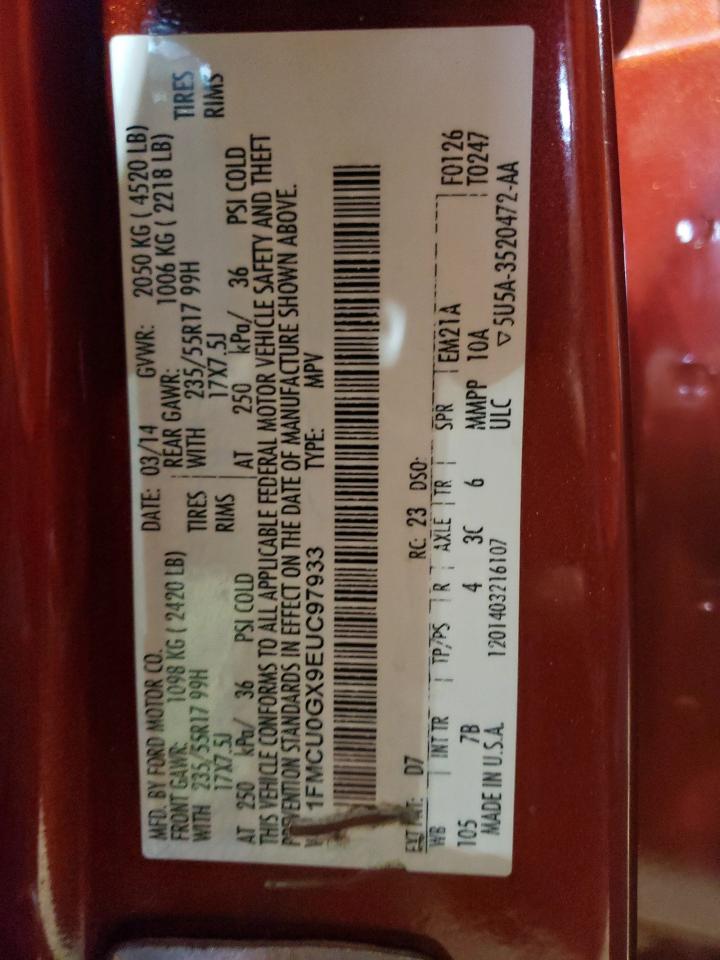 MFD. BY FORD MOTOR CO.
DATE: 03/14 GVWR: 2050 KG ( 4520 LB)
FRONT GAWR: 1098 KG ( 2420 LB)
REAR GAWR: 1006 KG ( 2218 LB)
WITH 235/55R17 99H TIRES
WITH 235/55R17 99H TIRES
17X7.5J RIMS
17X7.5J RIMS
AT 250 kPa/ 36 PSI COLD
AT 250 kPa/ 36 PSI COLD
THIS VEHICLE CONFORMS TO ALL APPLICABLE FEDERAL MOTOR VEHICLE SAFETY AND THEFT
PREVENTION STANDARDS IN EFFECT ON THE DATE OF MANUFACTURE SHOWN ABOVE.
1FMCU0GX9EUC97933 TYPE: MPV
EXT PNT: D7 RC: 23 DSO:
F0126
WB INT TR TP/PS R AXLE TR SPR EM21A T0247
105 7B 4 3C 6 MMPP 10A
MADE IN U.S.A. 1201403216107 ULC ▽5U5A-3520472-AA